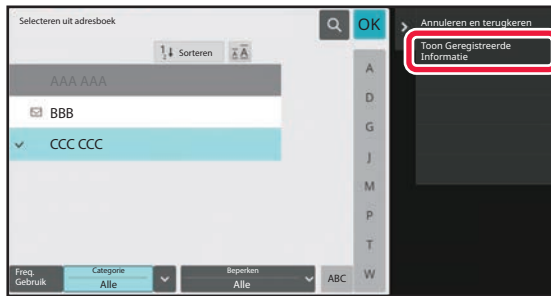 Selecteren uit adresboek
OK
Annuleren en terugkeren
Toon Geregistreerde
Informatie
Sorteren
AAA AAA
BBB
CCC CCC
A
D
G
J
M
P
T
W
Freq.
Gebruik
Categorie
Alle
Beperken
Alle
ABC